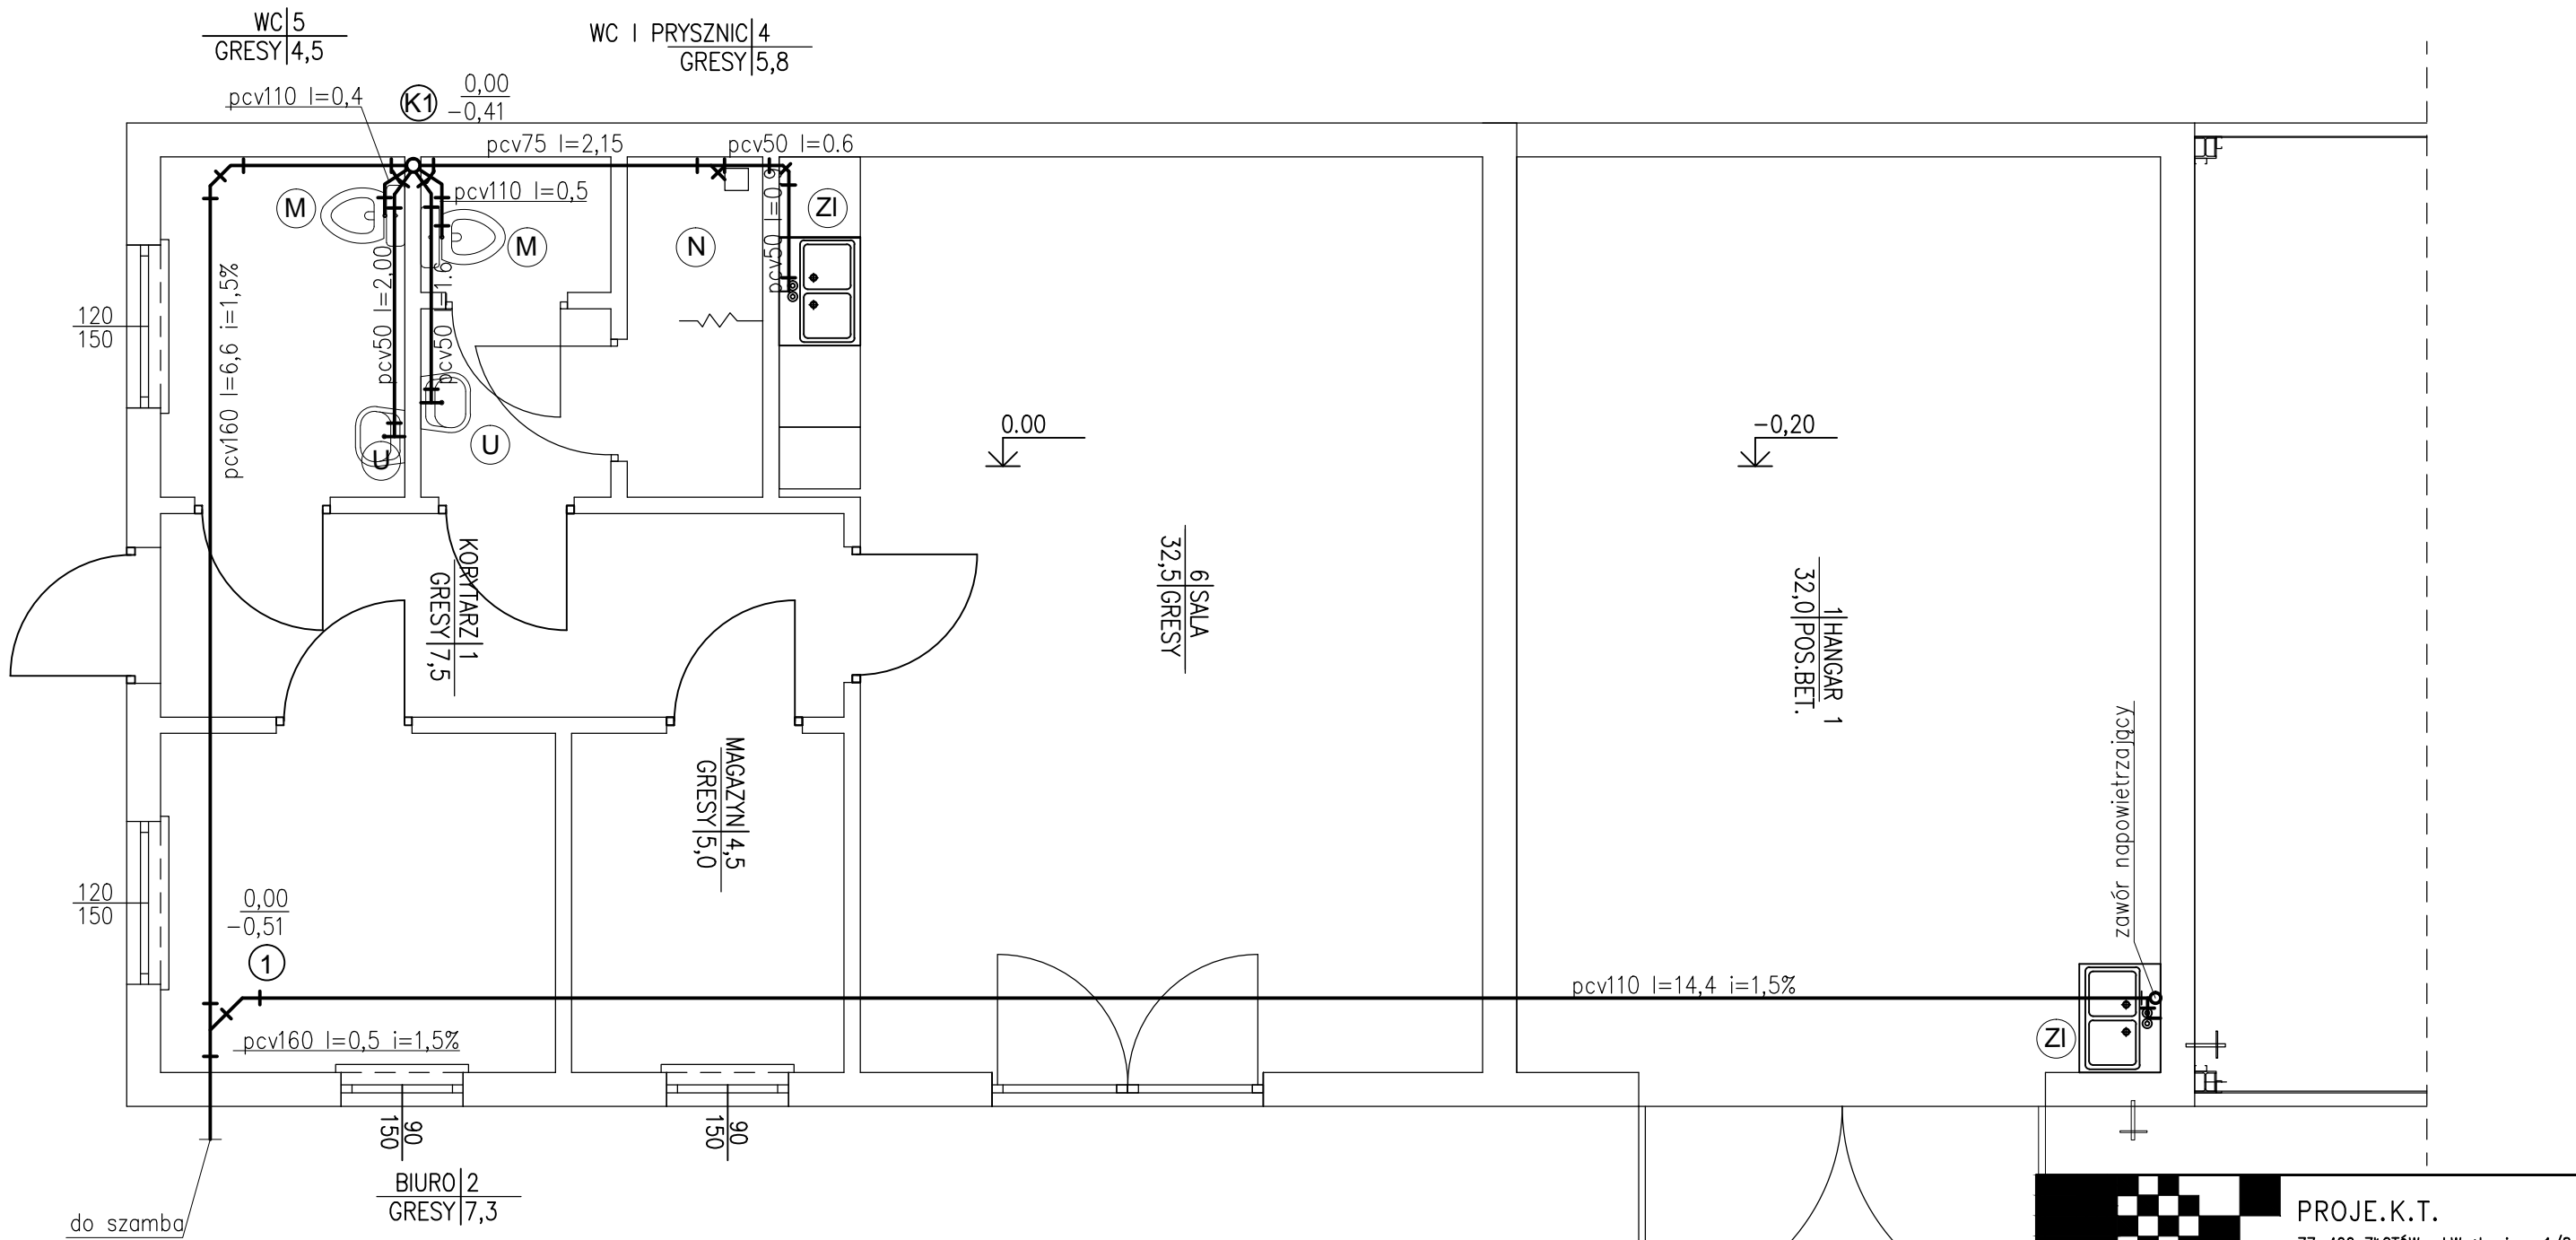 WC 5
GRESY 4,5
WC I PRYSZNIC 4
GRESY 5,8
pcv110 l=0,4
K1
0,00
-0,41
pcv75 l=2,15
pcv50 l=0.6
pcv110 l=0,5
M
M
N
ZI
pcv50 l=0.9
pcv160 l=6,6 i=1,5%
pcv50 l=2,00
pcv50 l=1.6
120
150
U
U
0.00
-0,20
KORYTARZ 1
GRESY 7,5
6 SALA
32,5 GRESY
1 HANGAR 1
32,0 POS.BET.
MAGAZYN 4,5
GRESY 5,0
zawór napowietrzający
120
150
0,00
-0,51
1
pcv110 l=14,4 i=1,5%
pcv160 l=0,5 i=1,5%
ZI
90
150
90
150
BIURO 2
GRESY 7,3
do szamba
PROJE.K.T.